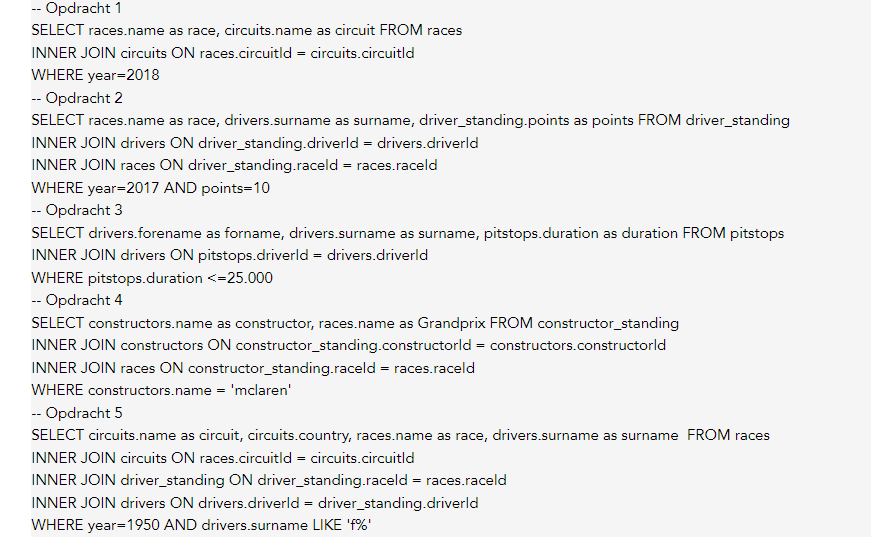 -- Opdracht 1
SELECT races.name as race, circuits.name as circuit FROM races
INNER JOIN circuits ON races.circuitId = circuits.circuitId
WHERE year=2018
-- Opdracht 2
SELECT races.name as race, drivers.surname as surname, driver_standing.points as points FROM driver_standing
INNER JOIN drivers ON driver_standing.driverId = drivers.driverId
INNER JOIN races ON driver_standing.raceId = races.raceId
WHERE year=2017 AND points=10
-- Opdracht 3
SELECT drivers.forename as forname, drivers.surname as surname, pitstops.duration as duration FROM pitstops
INNER JOIN drivers ON pitstops.driverId = drivers.driverId
WHERE pitstops.duration <=25.000
-- Opdracht 4
SELECT constructors.name as constructor, races.name as Grandprix FROM constructor_standing
INNER JOIN constructors ON constructor_standing.constructorId = constructors.constructorId
INNER JOIN races ON constructor_standing.raceId = races.raceId
WHERE constructors.name = 'mclaren'
-- Opdracht 5
SELECT circuits.name as circuit, circuits.country, races.name as race, drivers.surname as surname  FROM races
INNER JOIN circuits ON races.circuitId = circuits.circuitId
INNER JOIN driver_standing ON driver_standing.raceId = races.raceId
INNER JOIN drivers ON drivers.driverId = driver_standing.driverId
WHERE year=1950 AND drivers.surname LIKE 'f%'